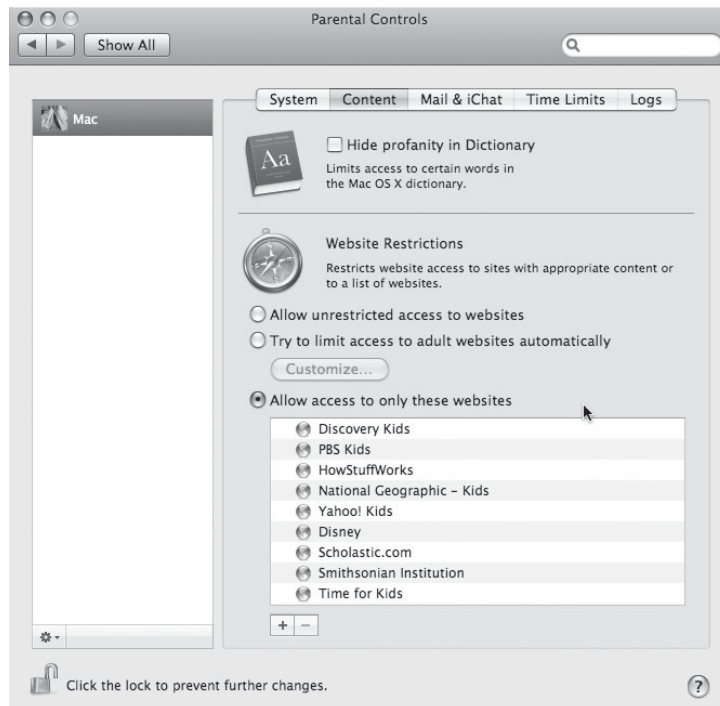 Parental Controls
Show All
Mac
System Content Mail & iChat Time Limits Logs
Aa
Hide profanity in Dictionary
Limits access to certain words in
the Mac OS X dictionary.
Website Restrictions
Restricts website access to sites with appropriate content or
to a list of websites.
Allow unrestricted access to websites
Try to limit access to adult websites automatically
Customize...
Allow access to only these websites
Discovery Kids
PBS Kids
HowStuffWorks
National Geographic – Kids
Yahoo! Kids
Disney
Scholastic.com
Smithsonian Institution
Time for Kids
+ −
Click the lock to prevent further changes.
?